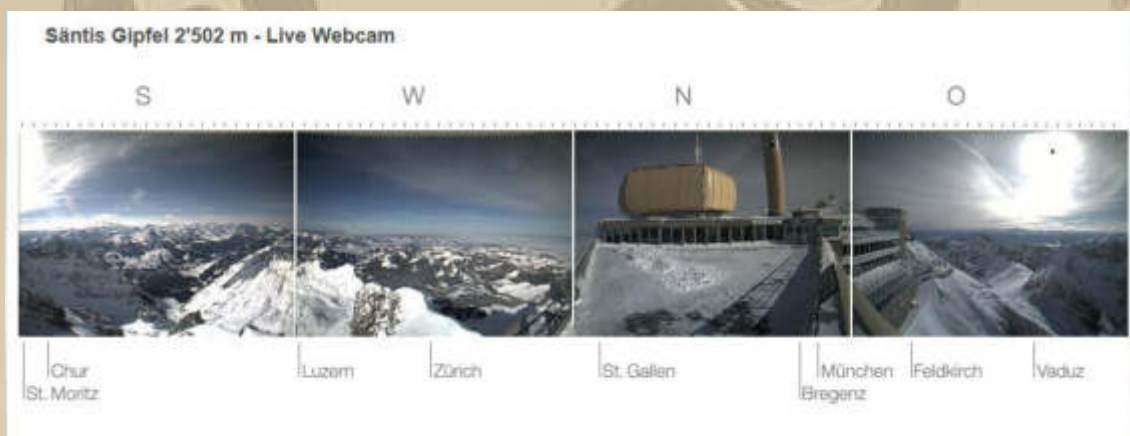 Säntis Gipfel 2'502 m - Live Webcam
S W N O
Chur Luzern Zürich St. Gallen München Feldkirch Vaduz
St. Moritz Bregenz